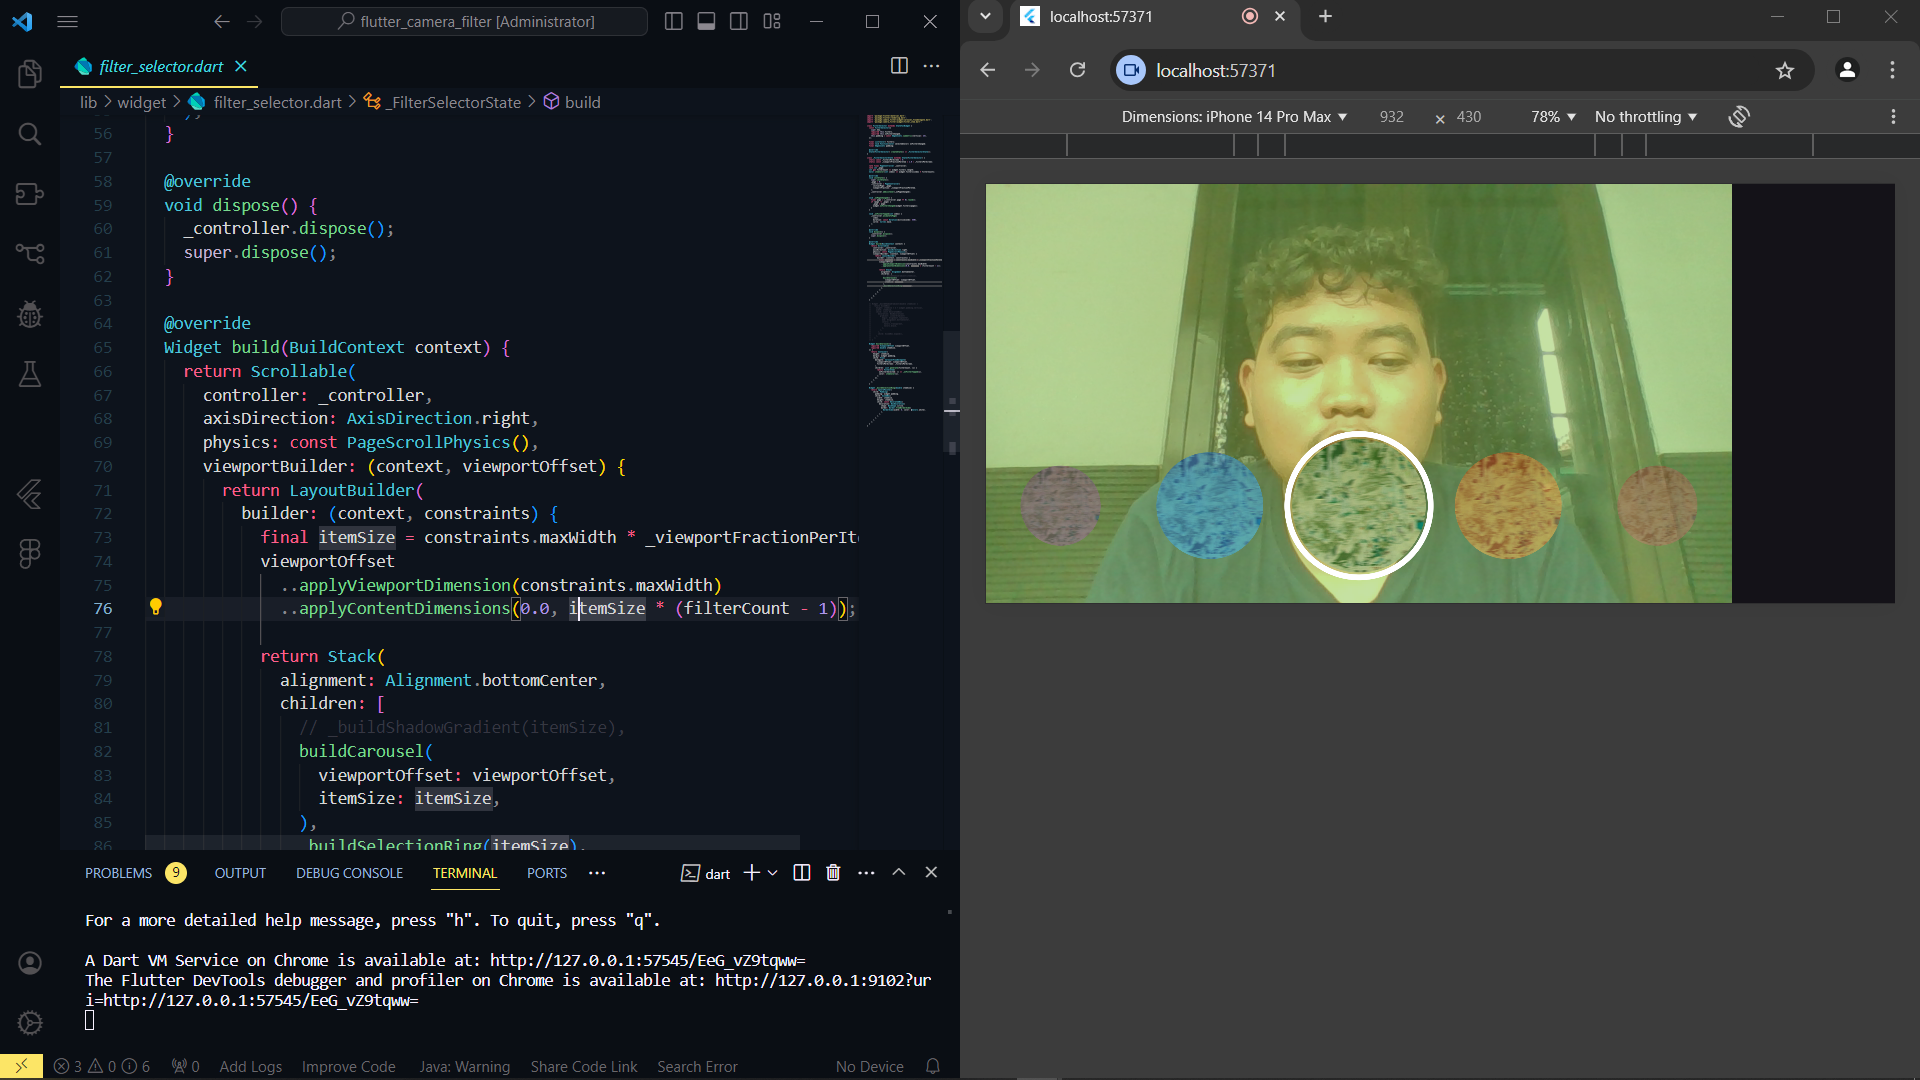 flutter_camera_filter [Administrator]
filter_selector.dart
lib > widget > filter_selector.dart > _FilterSelectorState > build
56 }
57
58 @override
59 void dispose() {
60 _controller.dispose();
61 super.dispose();
62 }
63
64 @override
65 Widget build(BuildContext context) {
66 return Scrollable(
67 controller: _controller,
68 axisDirection: AxisDirection.right,
69 physics: const PageScrollPhysics(),
70 viewportBuilder: (context, viewportOffset) {
71 return LayoutBuilder(
72 builder: (context, constraints) {
73 final itemSize = constraints.maxWidth * _viewportFractionPerIte
74 viewportOffset
75 ..applyViewportDimension(constraints.maxWidth)
76 ..applyContentDimensions(0.0, itemSize * (filterCount - 1));
77
78 return Stack(
79 alignment: Alignment.bottomCenter,
80 children: [
81 // _buildShadowGradient(itemSize),
82 buildCarousel(
83 viewportOffset: viewportOffset,
84 itemSize: itemSize,
85 ),
86 buildSelectionRing(itemSize),
PROBLEMS 9 OUTPUT DEBUG CONSOLE TERMINAL PORTS dart
For a more detailed help message, press "h". To quit, press "q".
A Dart VM Service on Chrome is available at: http://127.0.0.1:57545/EeG_vZ9tqww=
The Flutter DevTools debugger and profiler on Chrome is available at: http://127.0.0.1:9102?ur
i=http://127.0.0.1:57545/EeG_vZ9tqww=
3 0 6 0 Add Logs Improve Code Java: Warning Share Code Link Search Error No Device
localhost:57371
localhost:57371
Dimensions: iPhone 14 Pro Max 932 × 430 78% No throttling